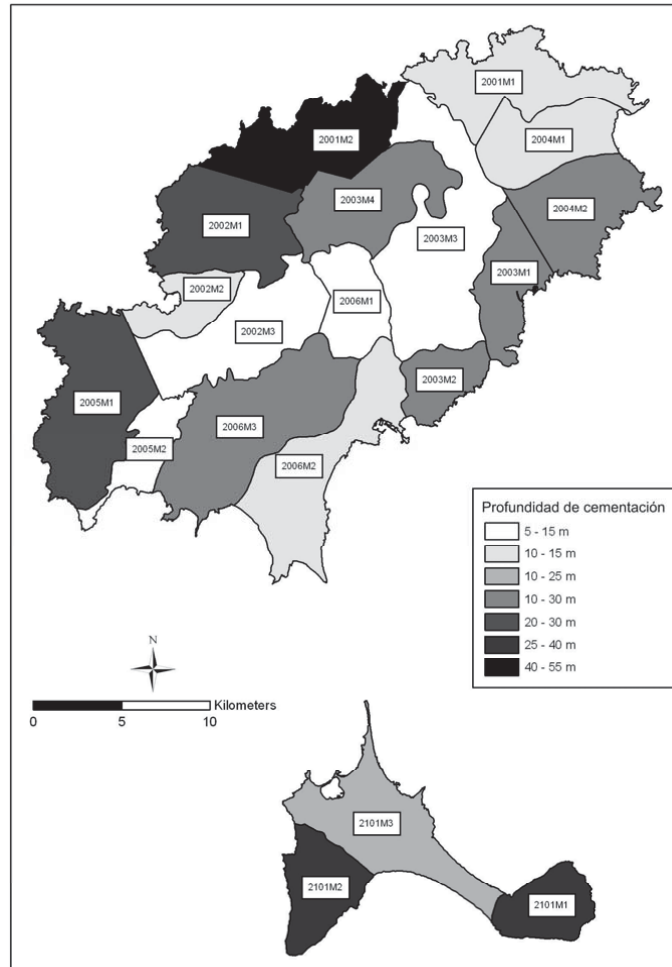 2001M1
2001M2
2004M1
2003M4
2004M2
2002M1
2003M3
2003M1
2002M2
2006M1
2002M3
2003M2
2005M1
2006M3
2005M2
2006M2
Profundidad de cementación
5 - 15 m
10 - 15 m
10 - 25 m
10 - 30 m
20 - 30 m
25 - 40 m
40 - 55 m
N
Kilometers
0 5 10
2101M3
2101M2
2101M1